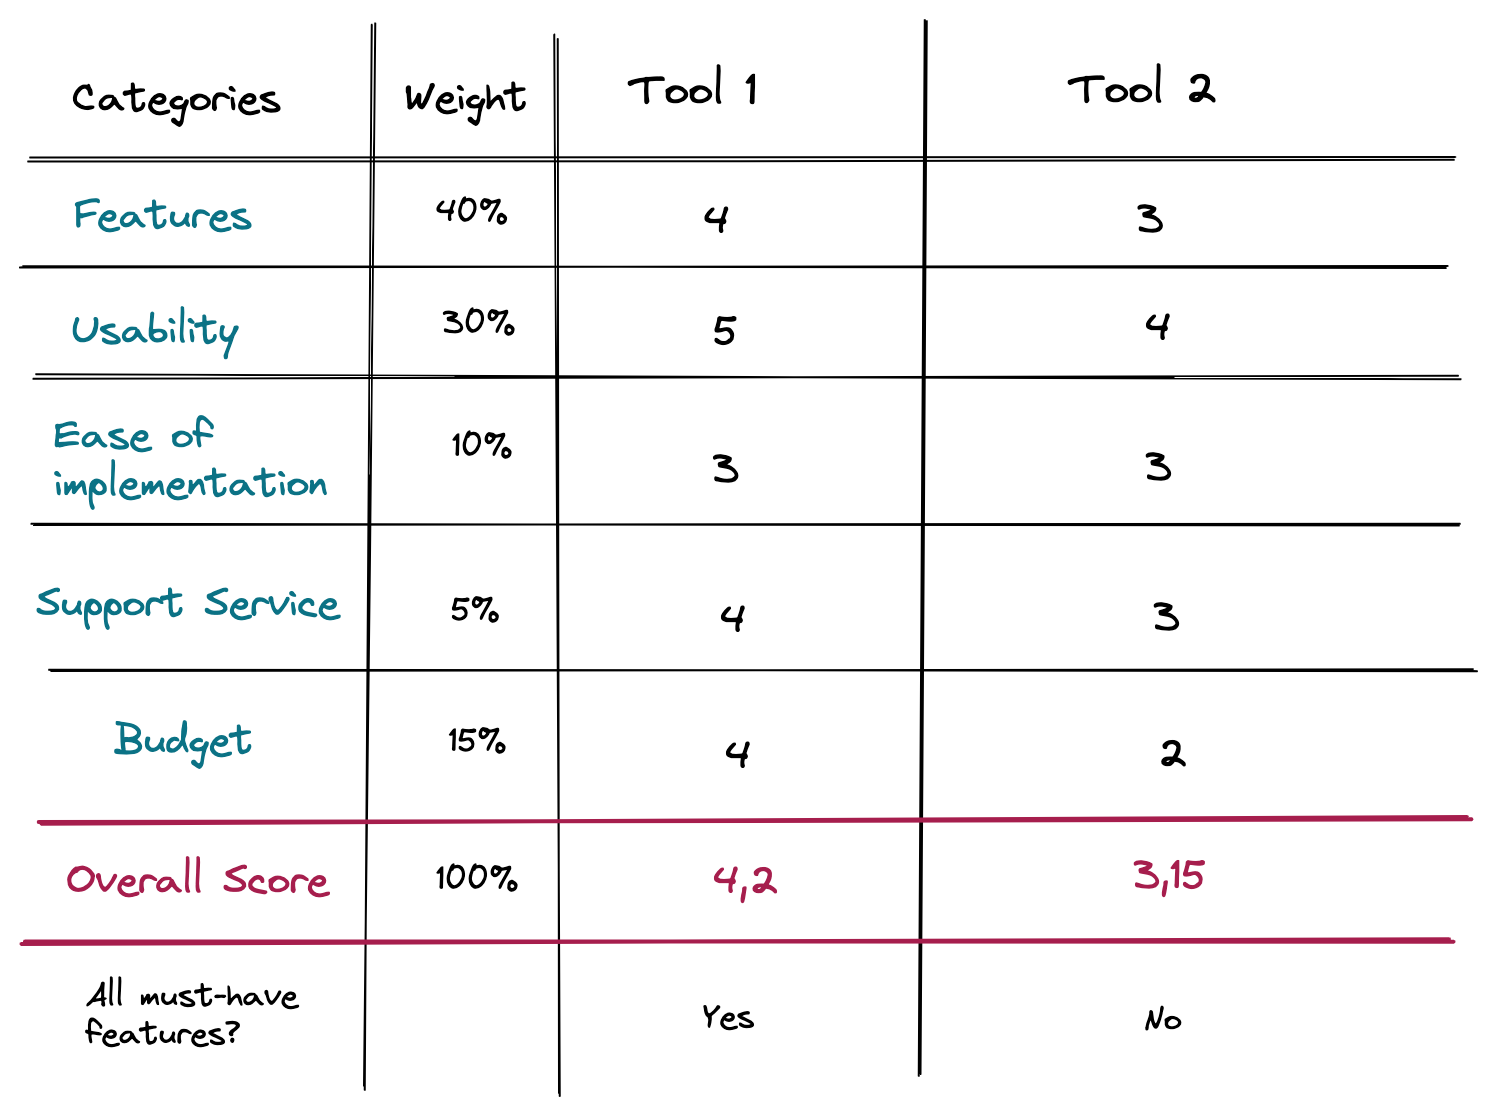 Categories Weight Tool 1 Tool 2
Features 40% 4 3
Usability 30% 5 4
Ease of
implementation 10% 3 3
Support Service 5% 4 3
Budget 15% 4 2
Overall Score 100% 4,2 3,15
All must-have
features? Yes No